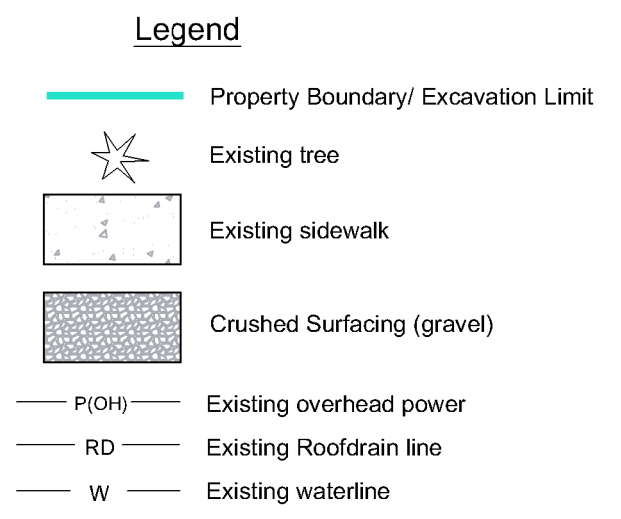 Legend
Property Boundary/ Excavation Limit
Existing tree
Existing sidewalk
Crushed Surfacing (gravel)
P(OH) Existing overhead power
RD Existing Roofdrain line
W Existing waterline